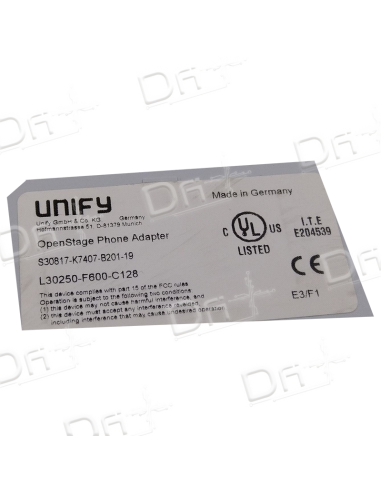 UNIFY
Unify GmbH & Co. KG
Hofmannstrasse 51, D-81379 Munich
Germany
OpenStage Phone Adapter
S30817-K7407-B201-19
L30250-F600-C128
This device complies with part 15 of the FCC rules
Operation is subject to the following two conditions
(1) this device may not cause harmful interference, and
(2) this device must accept any interference received,
including interference that may cause undesired operation.
Made in Germany
C UL US
LISTED
I.T.E
E204539
CE
E3/F1